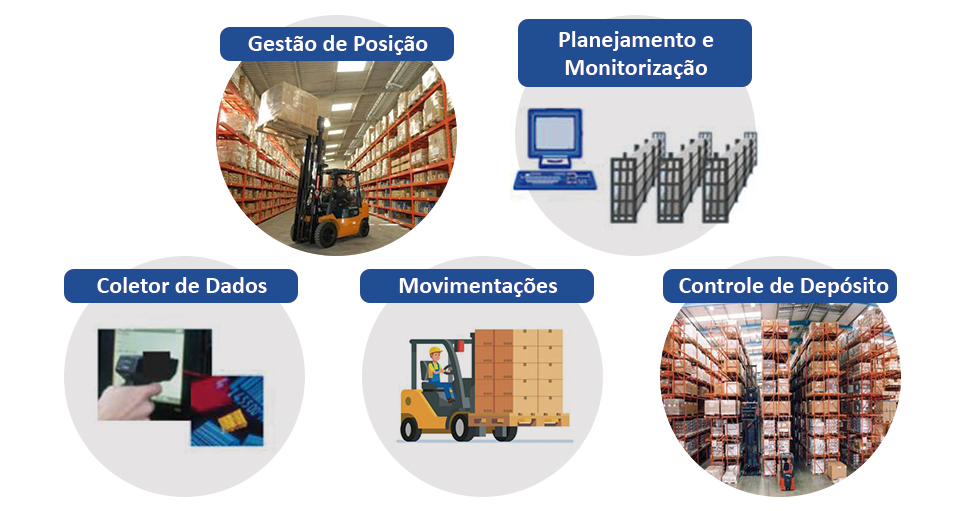 Gestão de Posição
Planejamento e
Monitorização
Coletor de Dados
Movimentações
Controle de Depósito